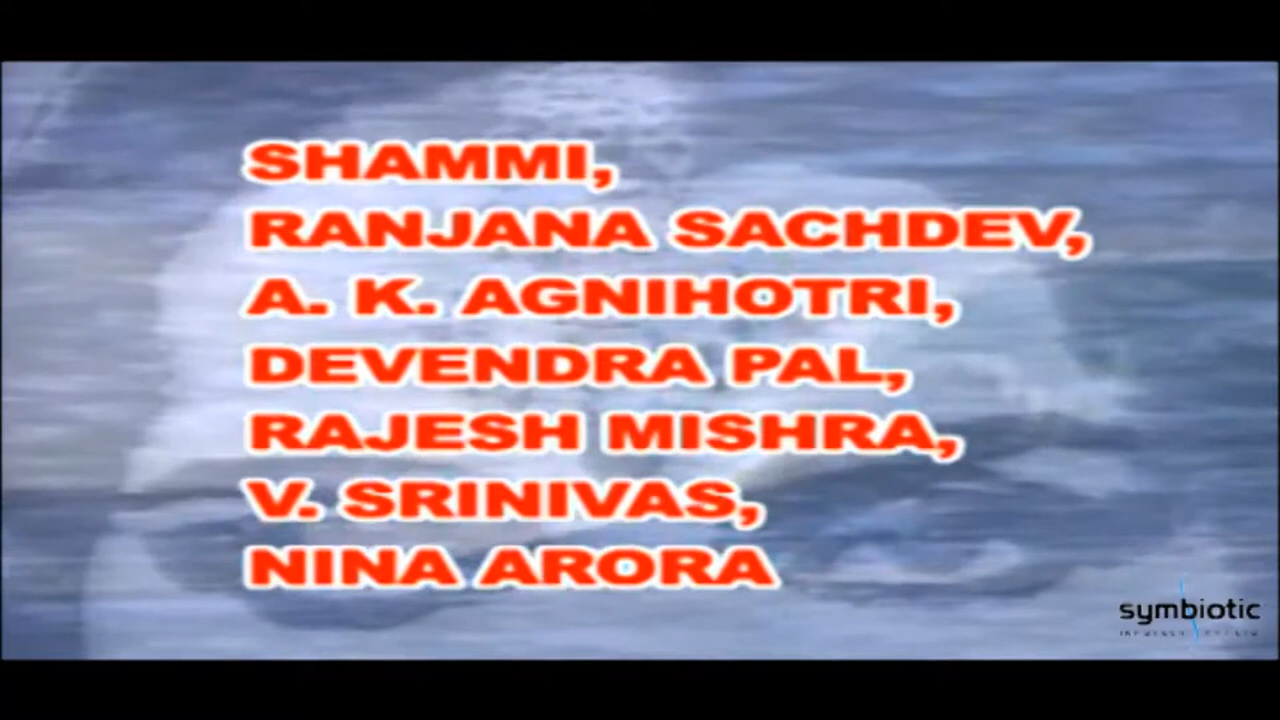 SHAMMI,
RANJANA SACHDEV,
A. K. AGNIHOTRI,
DEVENDRA PAL,
RAJESH MISHRA,
V. SRINIVAS,
NINA ARORA
symbiotic